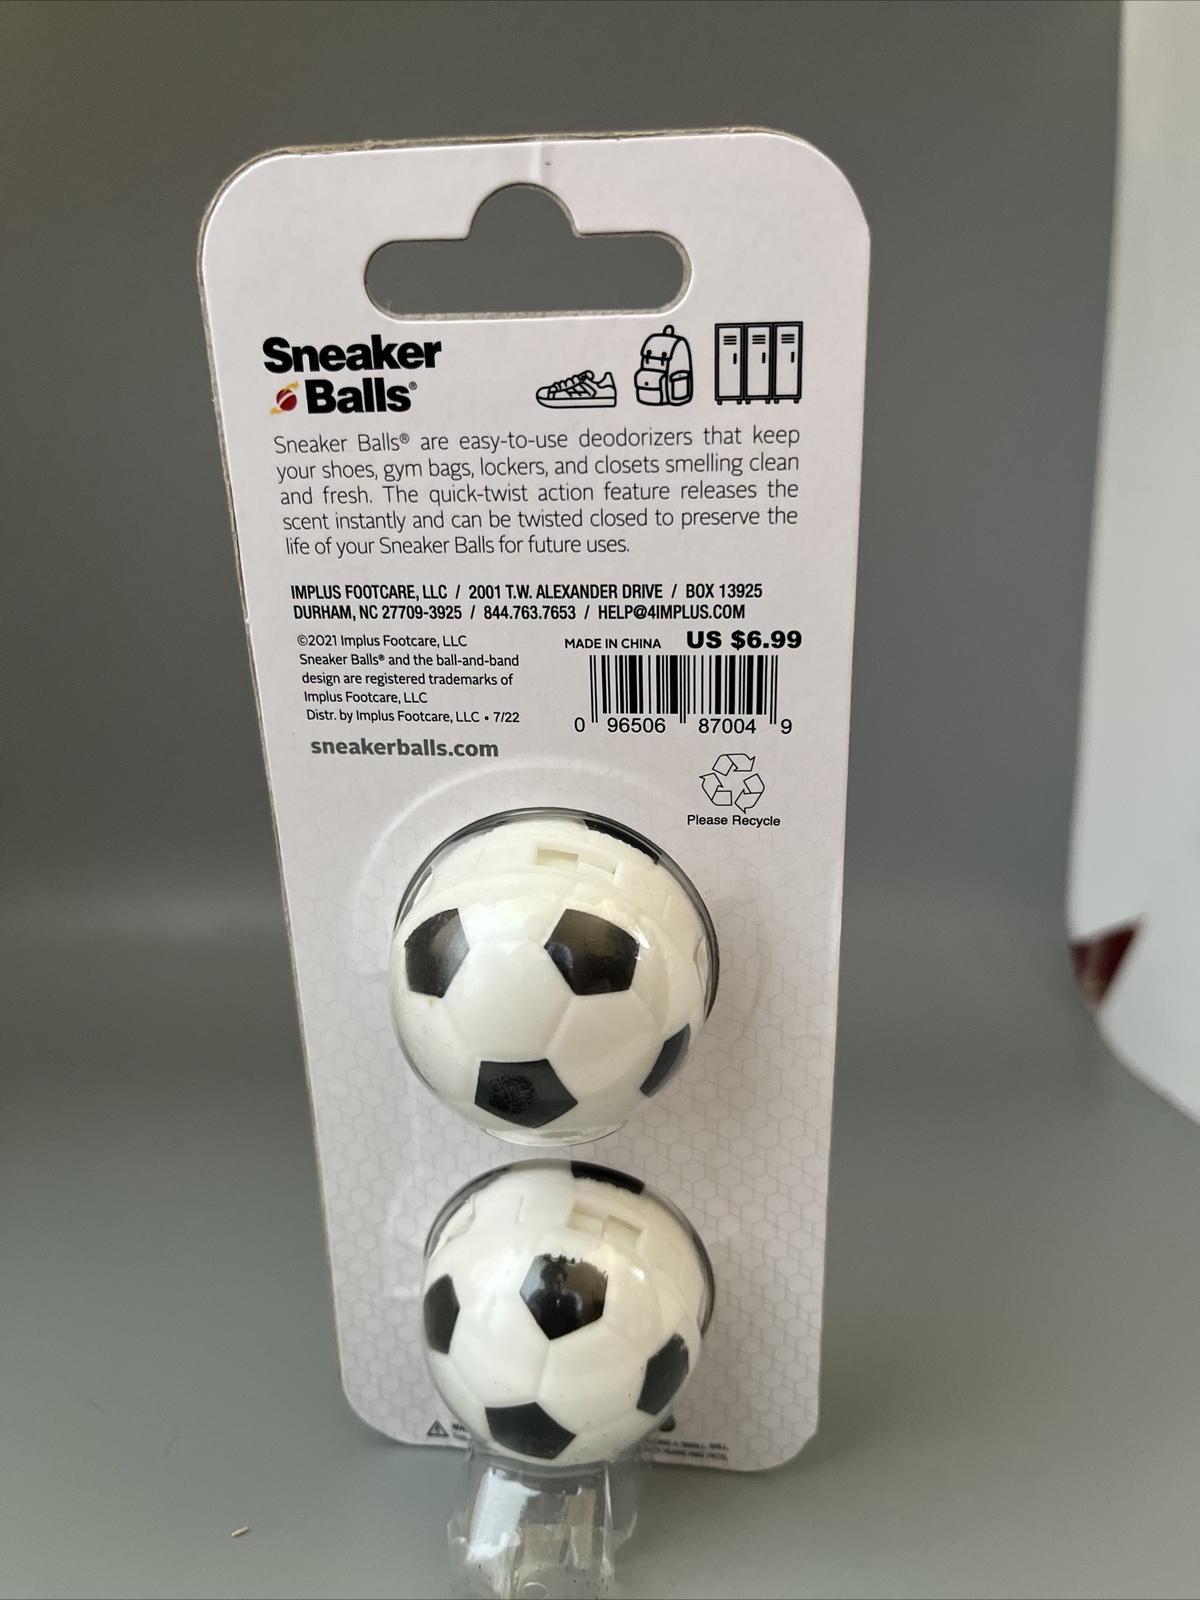 Sneaker
Balls®
Sneaker Balls® are easy-to-use deodorizers that keep
your shoes, gym bags, lockers, and closets smelling clean
and fresh. The quick-twist action feature releases the
scent instantly and can be twisted closed to preserve the
life of your Sneaker Balls for future uses.
IMPLUS FOOTCARE, LLC / 2001 T.W. ALEXANDER DRIVE / BOX 13925
DURHAM, NC 27709-3925 / 844.763.7653 / HELP@4IMPLUS.COM
©2021 Implus Footcare, LLC
Sneaker Balls® and the ball-and-band
design are registered trademarks of
Implus Footcare, LLC
Distr. by Implus Footcare, LLC • 7/22
sneakerballs.com
MADE IN CHINA US $6.99
0 96506 87004 9
Please Recycle